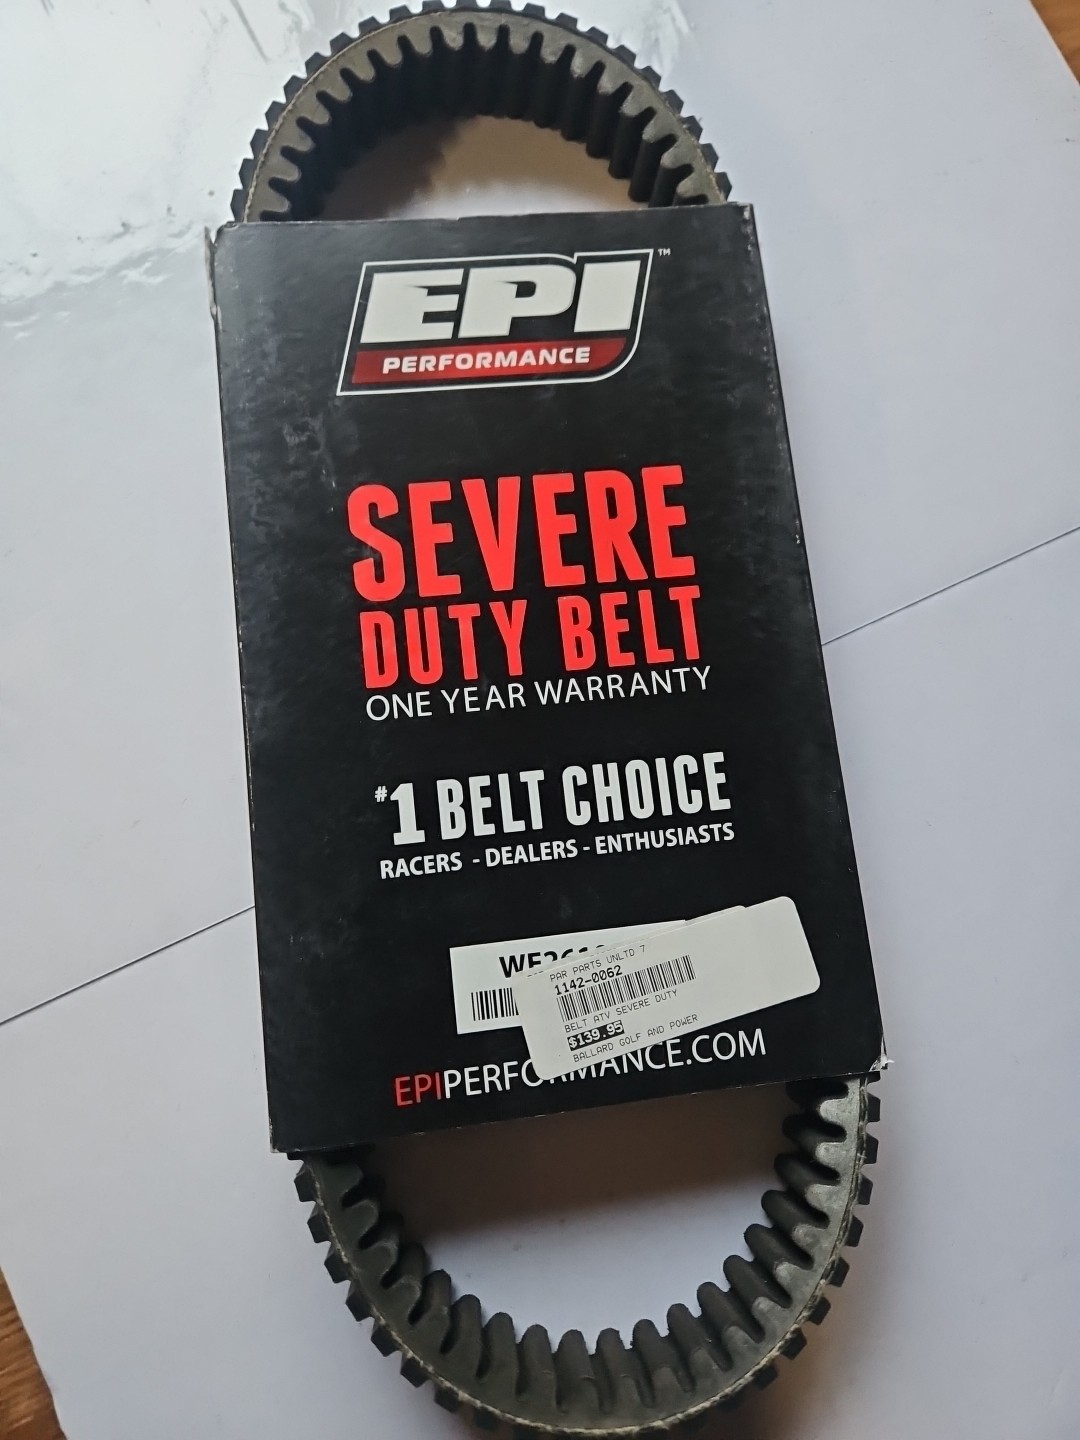 EPI
TM
PERFORMANCE
SEVERE
DUTY BELT
ONE YEAR WARRANTY
#1 BELT CHOICE
RACERS - DEALERS - ENTHUSIASTS
PAR PARTS UNLTD 7
1142-0062
BELT ATV SEVERE DUTY
$139.95
BALLARD GOLF AND POWER
EPIPERFORMANCE.COM